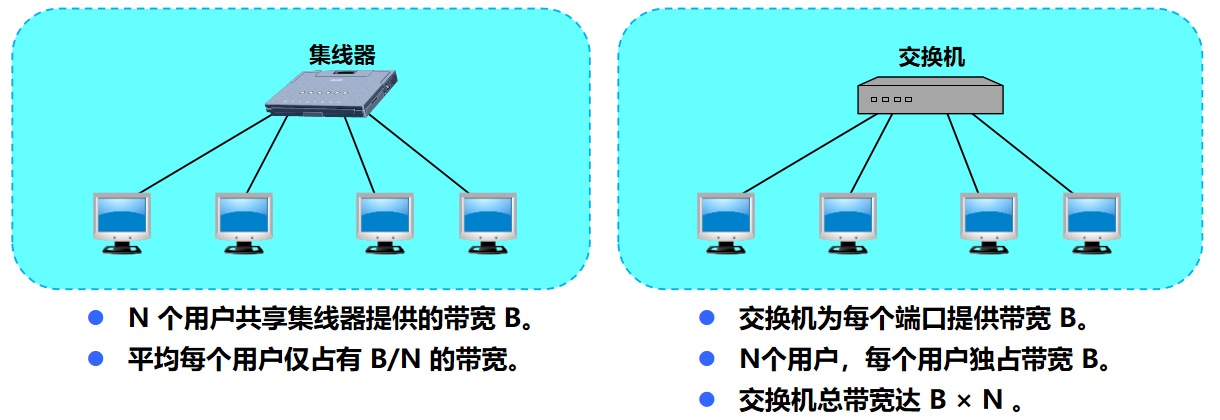 集线器
N 个用户共享集线器提供的带宽 B。
平均每个用户仅占有 B/N 的带宽。
交换机
交换机为每个端口提供带宽 B。
N个用户，每个用户独占带宽 B。
交换机总带宽达 B × N 。